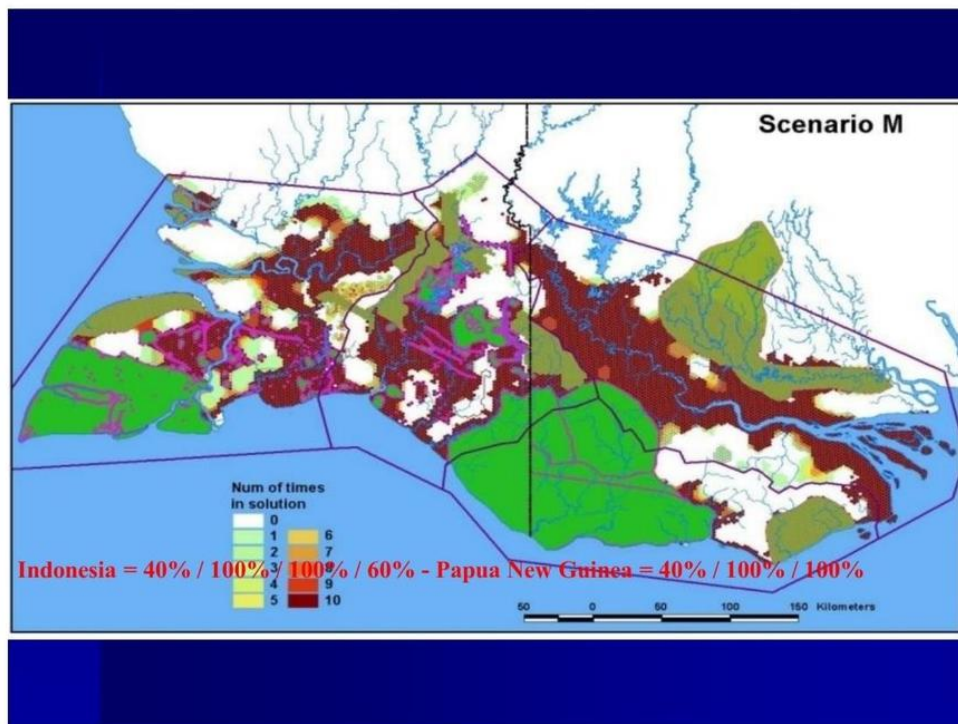 Scenario M
Num of times
in solution
0
1 6
2 7
3 8
4 9
5 10
Indonesia = 40% / 100% / 100% / 60% - Papua New Guinea = 40% / 100% / 100%
50 0 50 100 150 Kilometers